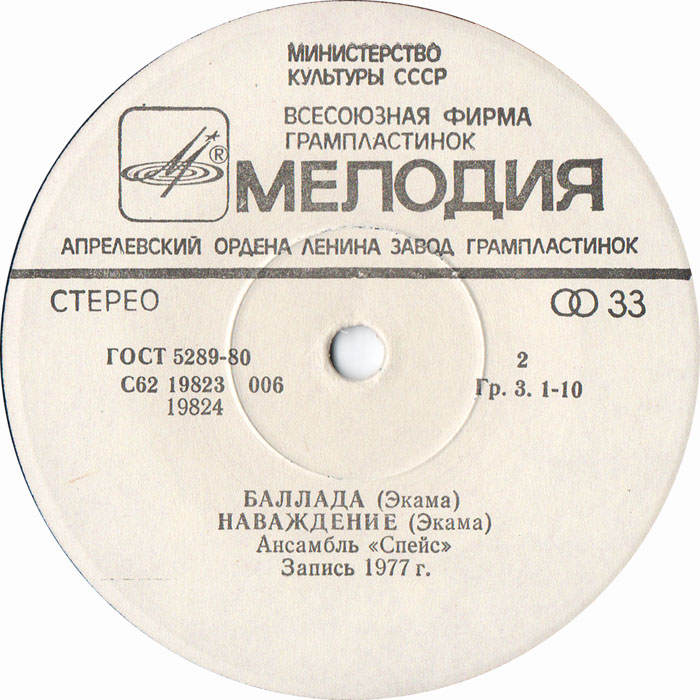 МИНИСТЕРСТВО
КУЛЬТУРЫ СССР
ВСЕСОЮЗНАЯ ФИРМА
ГРАМПЛАСТИНОК
®
МЕЛОДИЯ
АПРЕЛЕВСКИЙ ОРДЕНА ЛЕНИНА ЗАВОД ГРАМПЛАСТИНОК
СТЕРЕО 33
ГОСТ 5289-80 2
С62 19823 006 Гр. 3. 1-10
19824
БАЛЛАДА (Экама)
НАВАЖДЕНИЕ (Экама)
Ансамбль «Спейс»
Запись 1977 г.